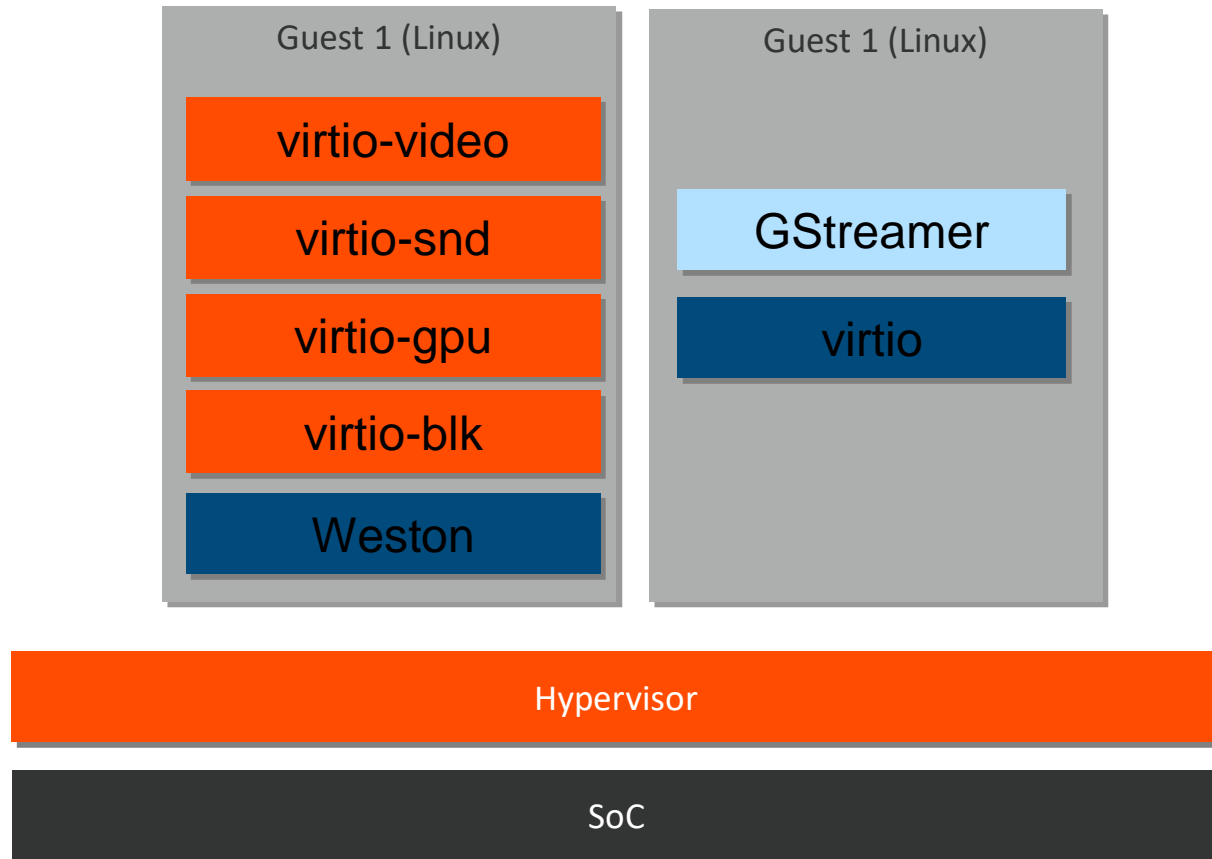 Guest 1 (Linux)
virtio-video
virtio-snd
virtio-gpu
virtio-blk
Weston
Guest 1 (Linux)
GStreamer
virtio
Hypervisor
SoC